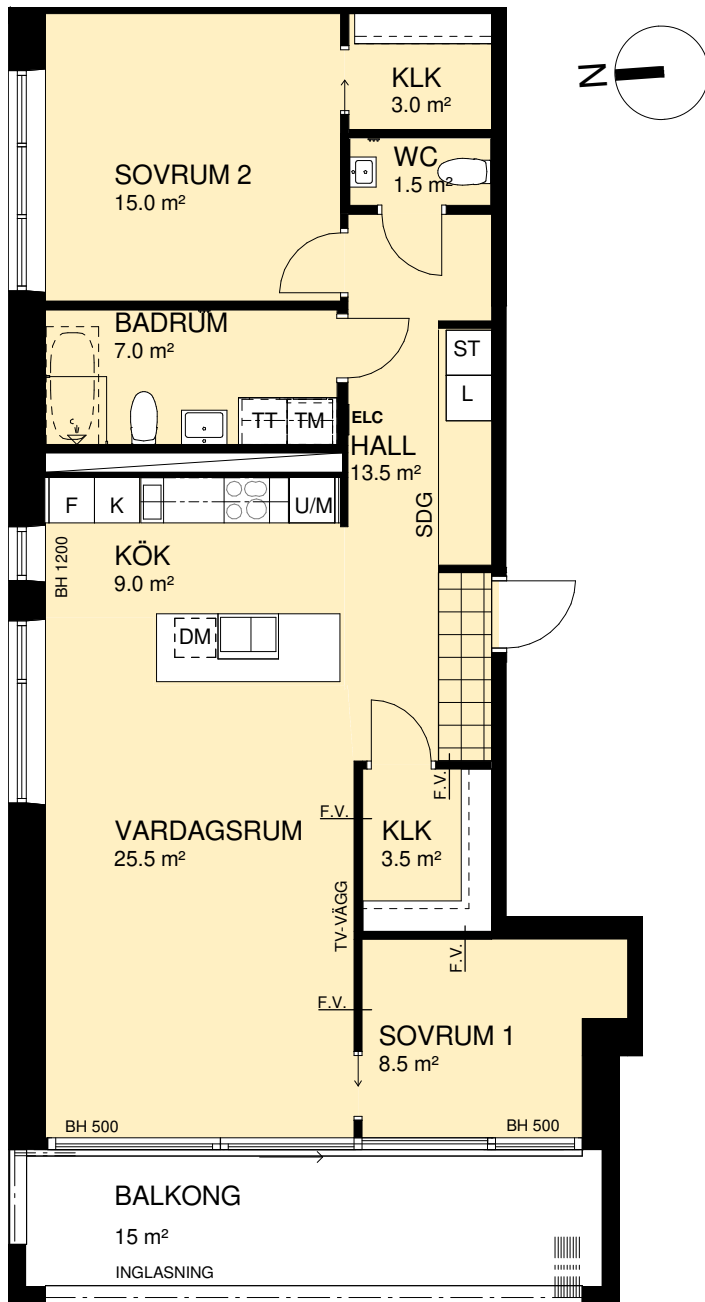 KLK
3.0 m²
N
WC
1.5 m²
SOVRUM 2
15.0 m²
BADRUM
7.0 m²
ST
L
TT
TM
ELC
HALL
13.5 m²
SDG
F
K
U/M
KÖK
9.0 m²
BH 1200
DM
F.V.
F.V.
VARDAGSRUM
25.5 m²
KLK
3.5 m²
TV-VÄGG
F.V.
F.V.
SOVRUM 1
8.5 m²
BH 500
BH 500
BALKONG
15 m²
INGLASNING